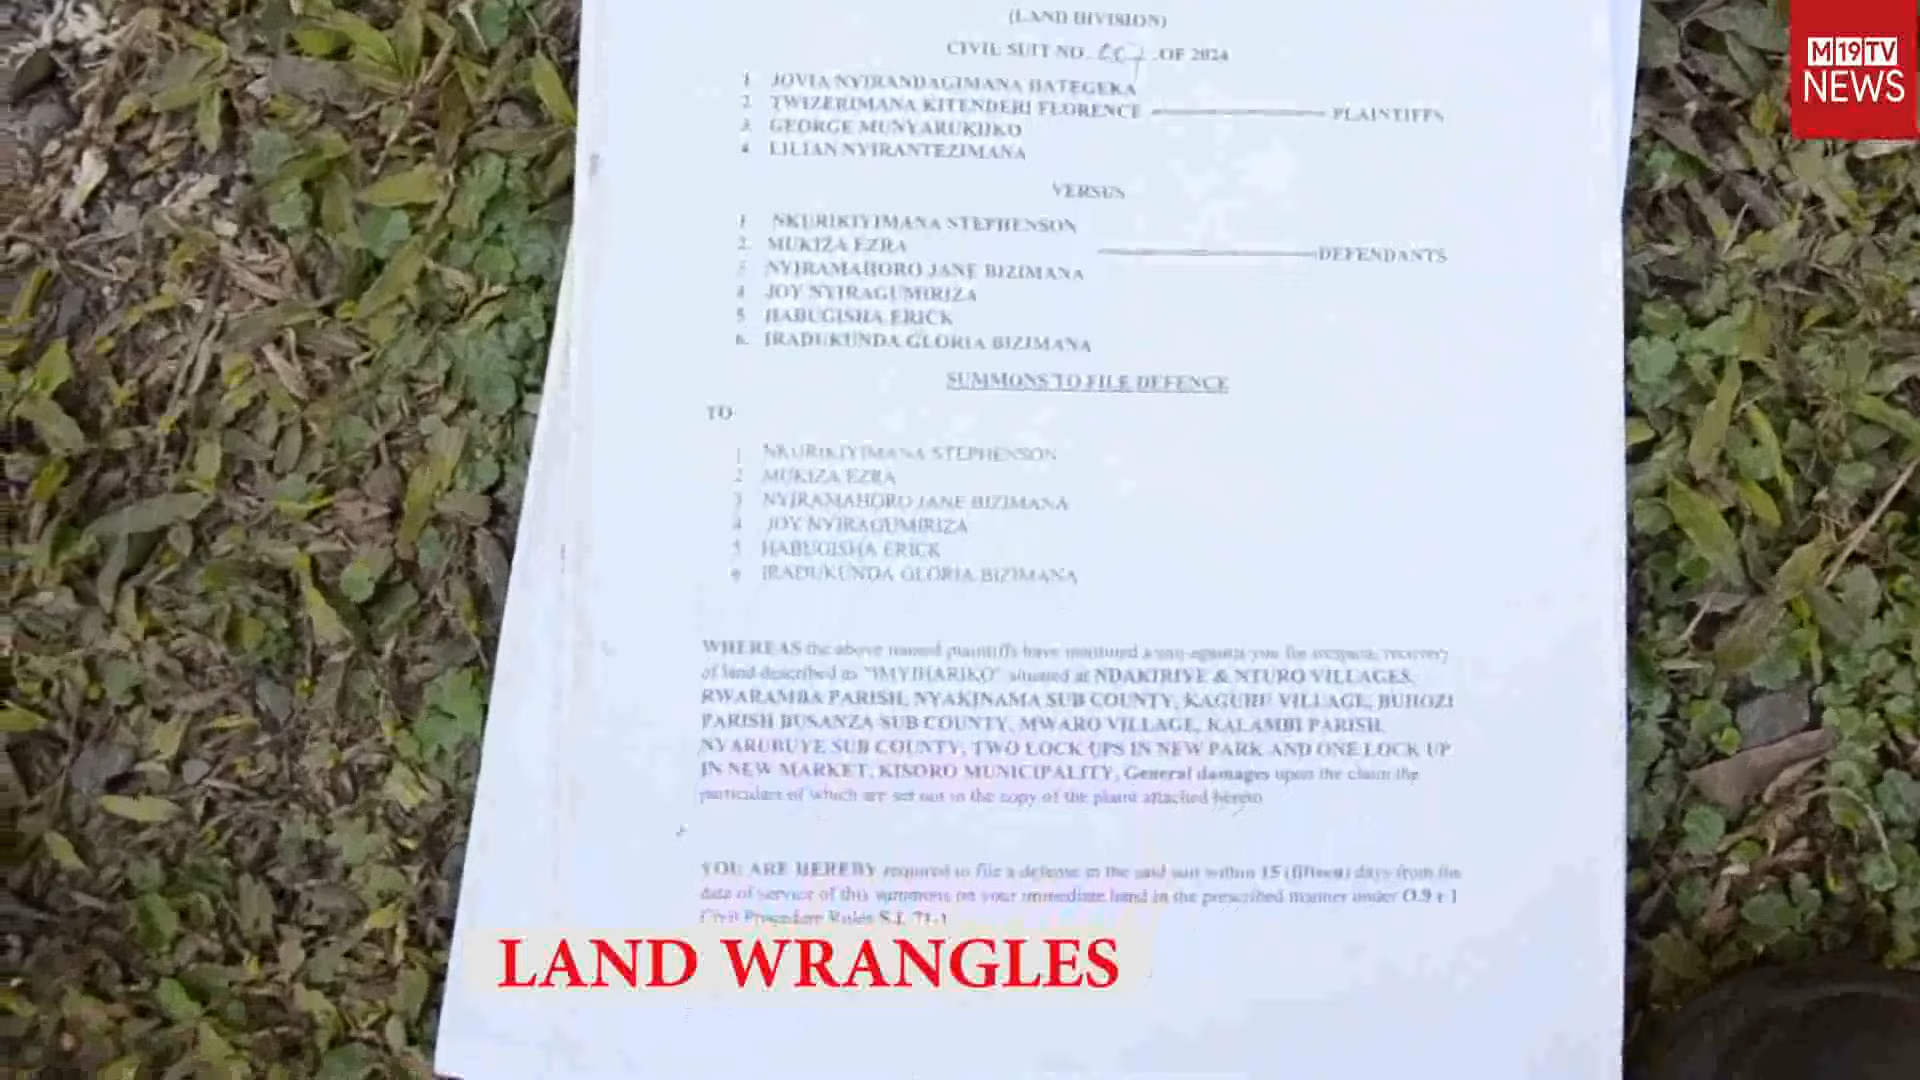 (LAND DIVISION)
M19TV
NEWS
CIVIL SUIT NO. OF 2024
1 JOVIA NYIRANDAGIMANA BATEGEKA
2. TWIZERIMANA KITENDERI FLORENCE PLAINTIFFS
3. GEORGE MUNYARUKIIKO
4. LILIAN NYIRANTEZIMANA
VERSUS
1 NKURIKIYIMANA STEPHENSON
2. MUKIZA EZRA DEFENDANTS
3 NYIRAMAHORO JANE BIZIMANA
4 JOY NYIRAGUMIRIZA
5 HABUGISHA ERICK
6. IRADUKUNDA GLORIA BIZIMANA
SUMMONS TO FILE DEFENCE
TO
1 NKURIKIYIMANA STEPHENSON
2 MUKIZA EZRA
3 NYIRAMAHORO JANE BIZIMANA
4 JOY NYIRAGUMIRIZA
5 HABUGISHA ERICK
6 IRADUKUNDA GLORIA BIZIMANA
WHEREAS the above named plaintiffs have instituted a suit against you for recovery
of land described as situated at NDAKIRIYE & NTURO VILLAGES,
RWARAMBA PARISH, NYAKINAMA SUB COUNTY, VILLAGE, BUHOZI
PARISH BUSANZA SUB COUNTY, MWARO VILLAGE, KALAMBI PARISH,
NYARUBUYE SUB COUNTY, TWO LOCK UPS IN NEW PARK AND ONE LOCK UP
IN NEW MARKET, KISORO MUNICIPALITY, General damages upon the claim the
particulars of which are set out in the copy of the plaint attached hereto
YOU ARE HEREBY required to file a defense in the said suit within 15 (fifteen) days from the
date of service of this summons on your immediate hand in the prescribed manner under O.9 r 1
Civil Procedure Rules S.I. 71-1
LAND WRANGLES